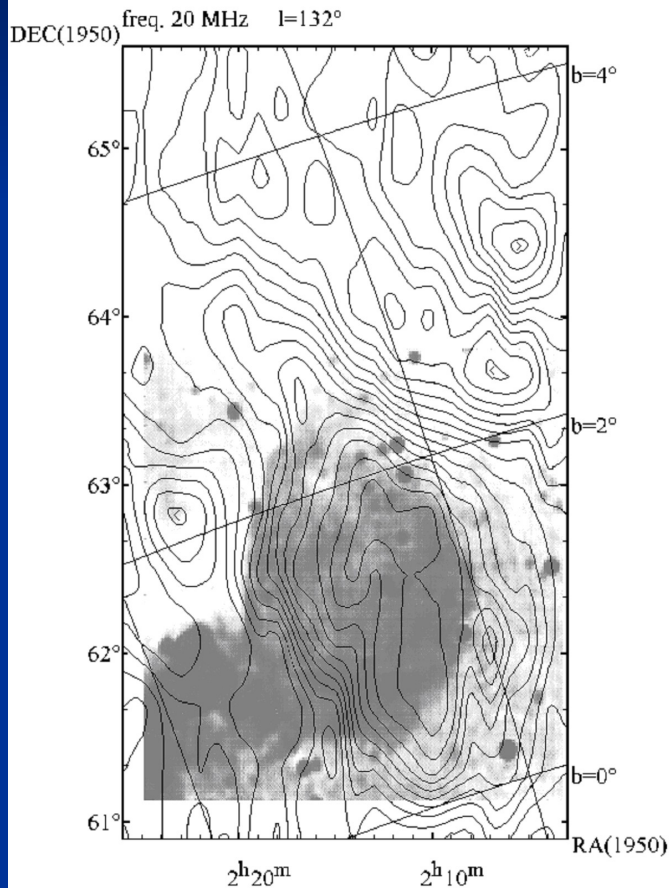 freq. 20 MHz l=132°
DEC(1950)
b=4°
65°
64°
b=2°
63°
62°
b=0°
61°
RA(1950)
2h20m 2h10m